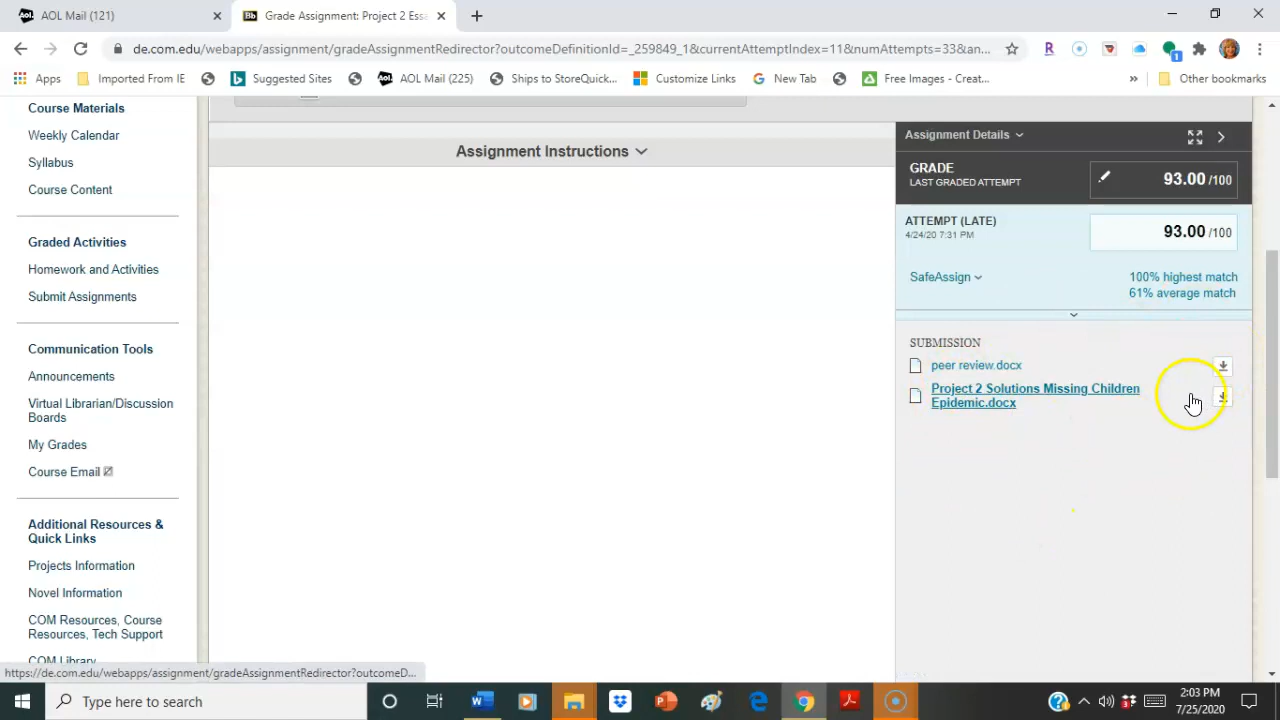 AOL Mail (121)
Bb Grade Assignment: Project 2 Ess
de.com.edu/webapps/assignment/gradeAssignmentRedirector?outcomeDefinitionId=_259849_1&currentAttemptIndex=11&numAttempts=33&an...
Apps Imported From IE Suggested Sites AOL Mail (225) Ships to StoreQuick... Customize Links New Tab Free Images - Creat... » Other bookmarks
Course Materials
Weekly Calendar
Syllabus
Course Content
Graded Activities
Homework and Activities
Submit Assignments
Communication Tools
Announcements
Virtual Librarian/Discussion
Boards
My Grades
Course Email
Additional Resources &
Quick Links
Projects Information
Novel Information
COM Resources, Course
Resources, Tech Support
COM Library
Assignment Instructions
Assignment Details
GRADE
LAST GRADED ATTEMPT
93.00 /100
ATTEMPT (LATE)
4/24/20 7:31 PM
93.00 /100
SafeAssign
100% highest match
61% average match
SUBMISSION
peer review.docx
Project 2 Solutions Missing Children
Epidemic.docx
https://de.com.edu/webapps/assignment/gradeAssignmentRedirector?outcomeD...
Type here to search
2:03 PM
7/25/2020